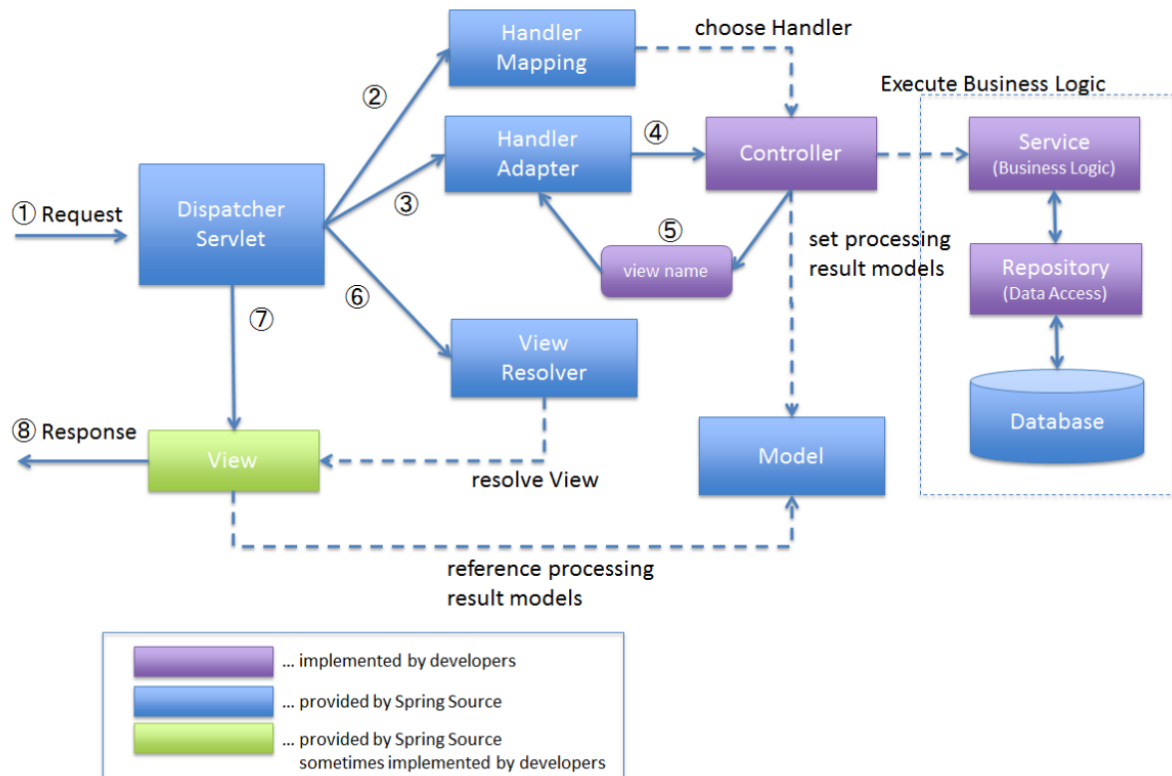 Handler
Mapping
choose Handler
Execute Business Logic
②
④
Handler
Adapter
Controller
Service
(Business Logic)
① Request
Dispatcher
Servlet
③
⑤
view name
set processing
result models
Repository
(Data Access)
⑥
⑦
View
Resolver
⑧ Response
View
resolve View
Model
Database
reference processing
result models
... implemented by developers
... provided by Spring Source
... provided by Spring Source
sometimes implemented by developers